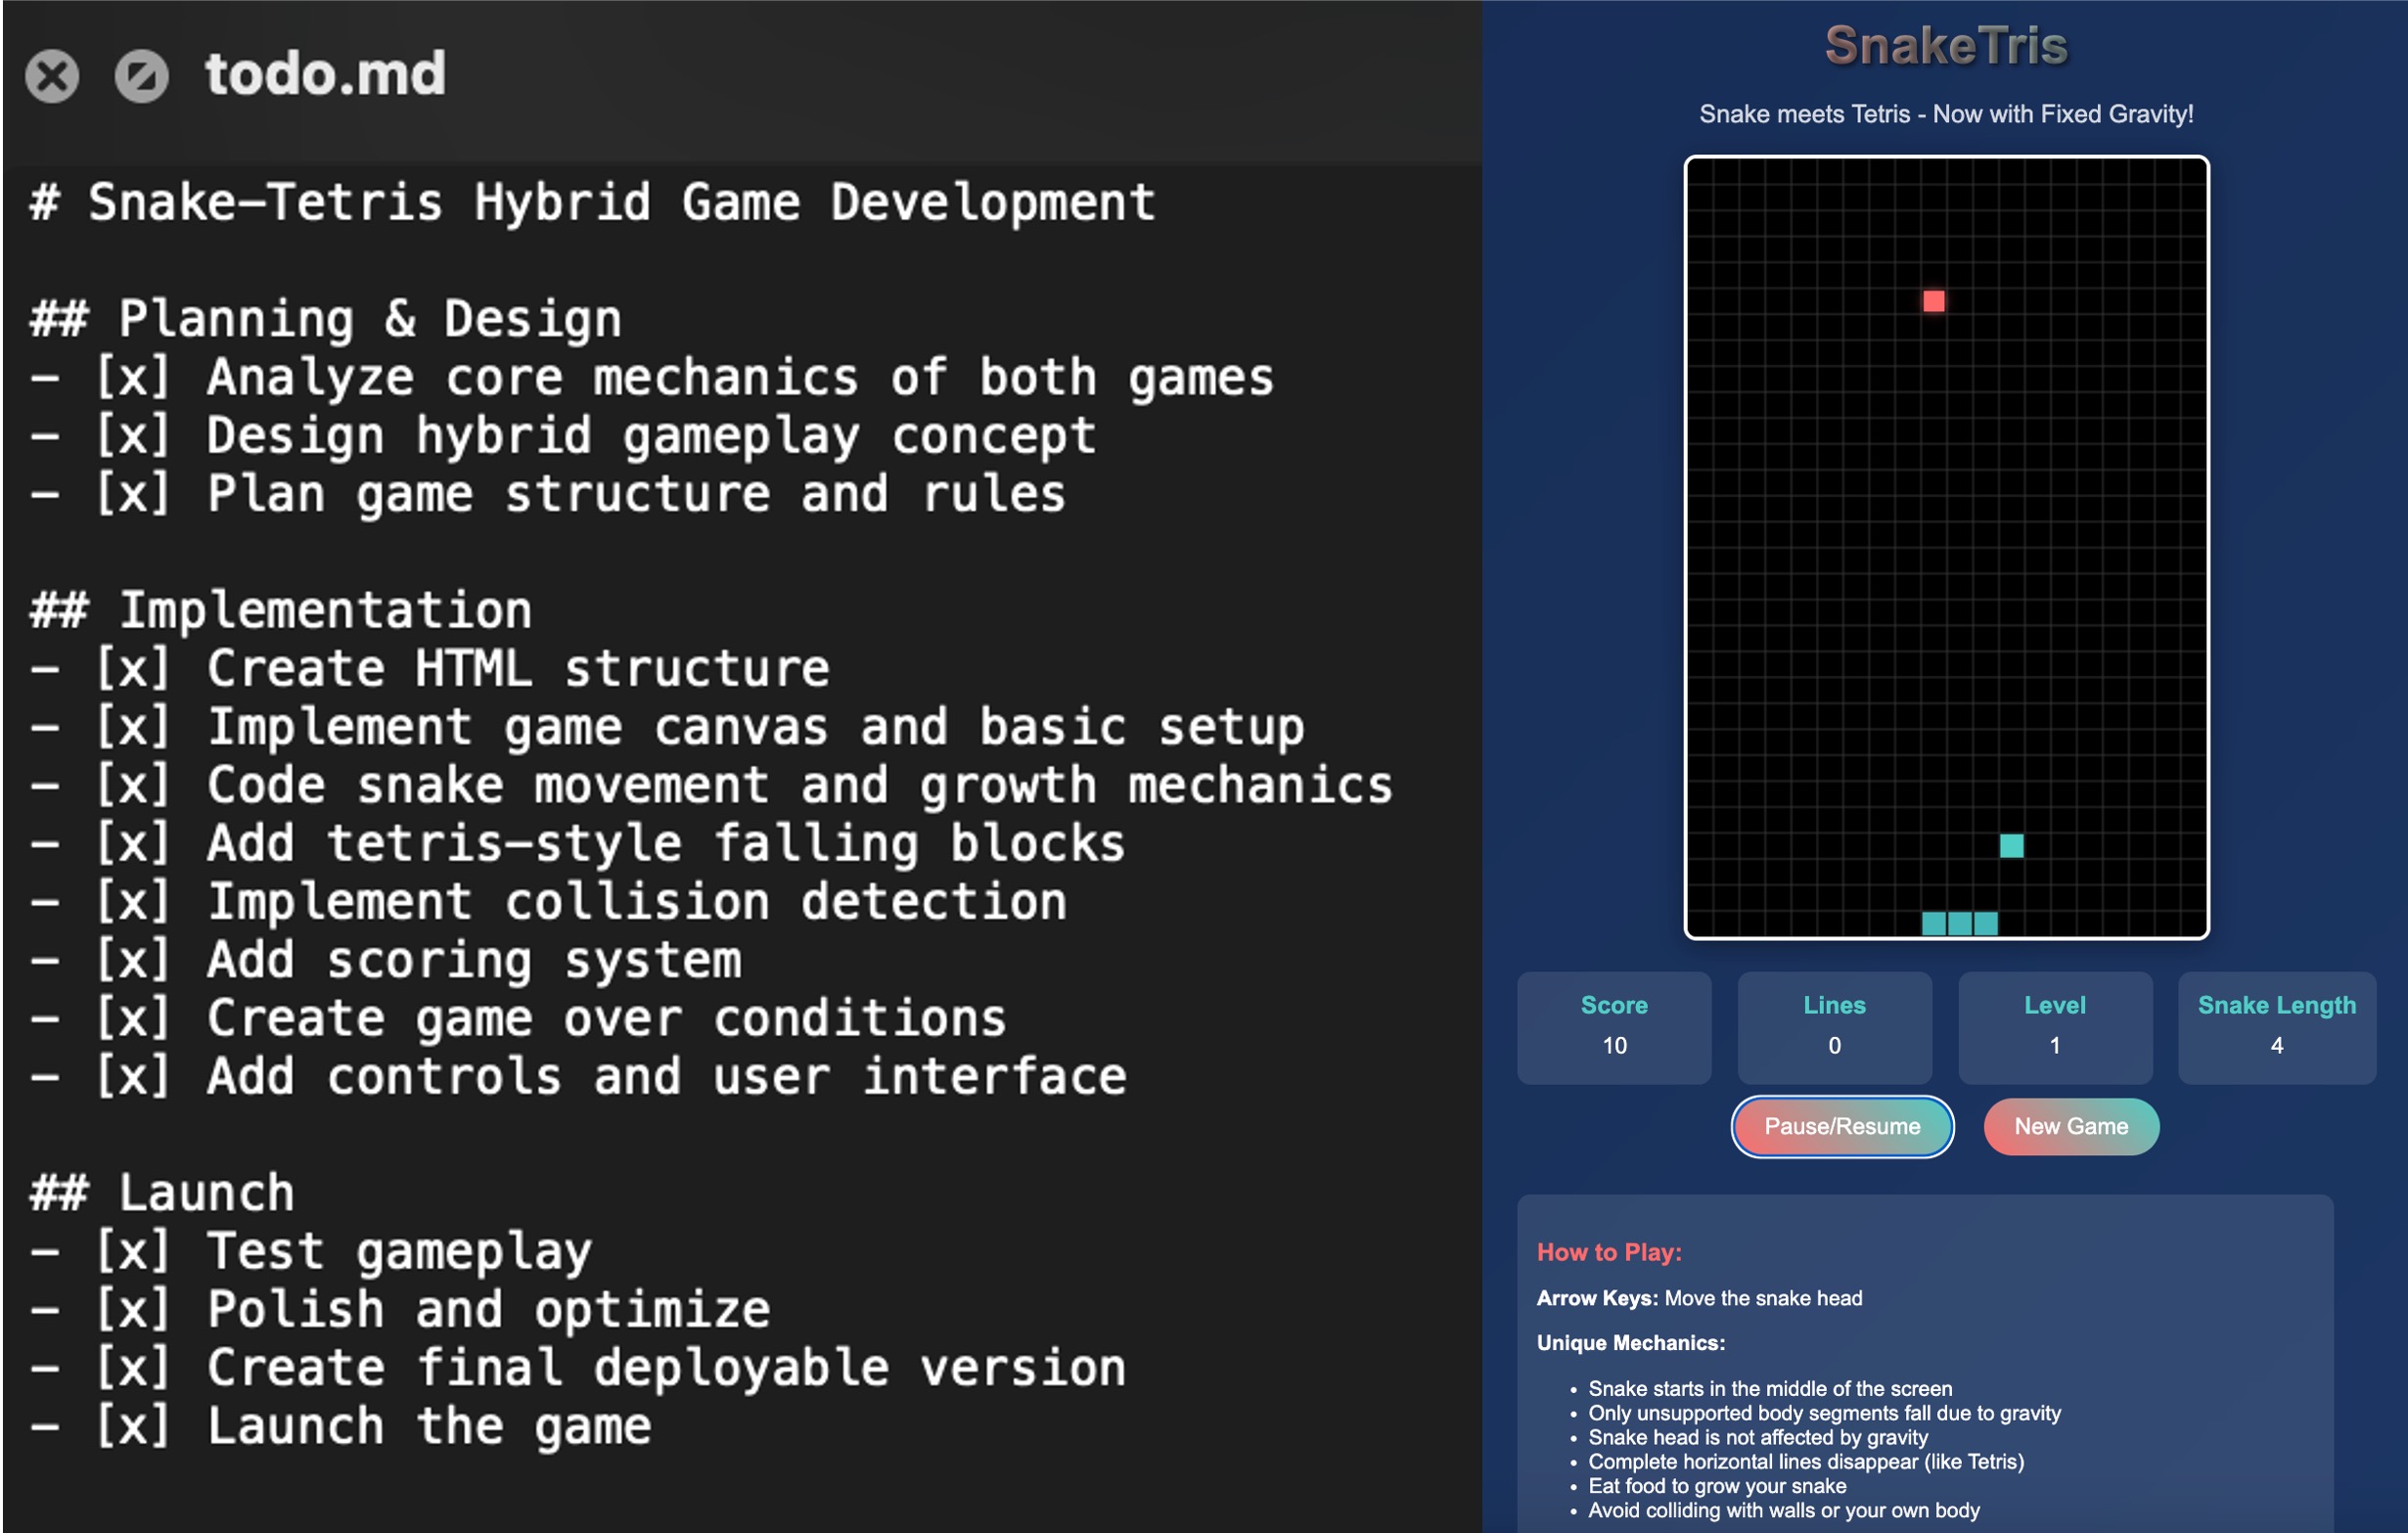 todo.md
# Snake-Tetris Hybrid Game Development
## Planning & Design
- [x] Analyze core mechanics of both games
- [x] Design hybrid gameplay concept
- [x] Plan game structure and rules
## Implementation
- [x] Create HTML structure
- [x] Implement game canvas and basic setup
- [x] Code snake movement and growth mechanics
- [x] Add tetris-style falling blocks
- [x] Implement collision detection
- [x] Add scoring system
- [x] Create game over conditions
- [x] Add controls and user interface
## Launch
- [x] Test gameplay
- [x] Polish and optimize
- [x] Create final deployable version
- [x] Launch the game
SnakeTris
Snake meets Tetris - Now with Fixed Gravity!
Score
10
Lines
0
Level
1
Snake Length
4
Pause/Resume
New Game
How to Play:
Arrow Keys: Move the snake head
Unique Mechanics:
• Snake starts in the middle of the screen
• Only unsupported body segments fall due to gravity
• Snake head is not affected by gravity
• Complete horizontal lines disappear (like Tetris)
• Eat food to grow your snake
• Avoid colliding with walls or your own body